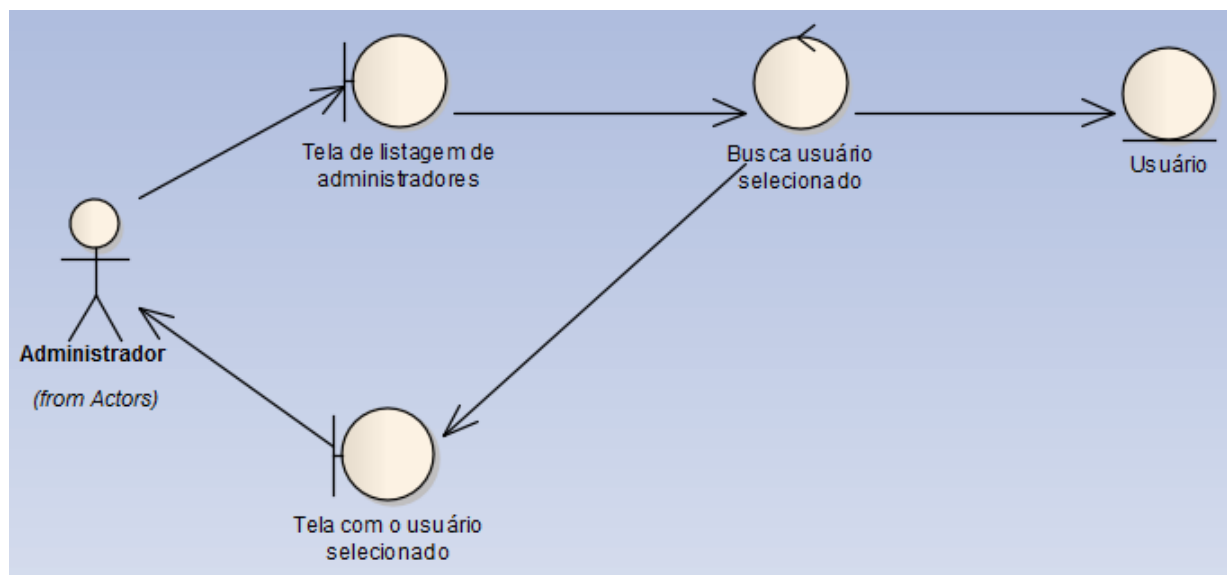 Tela de listagem de
administradores
Busca usuário
selecionado
Usuário
Administrador
(from Actors)
Tela com o usuário
selecionado